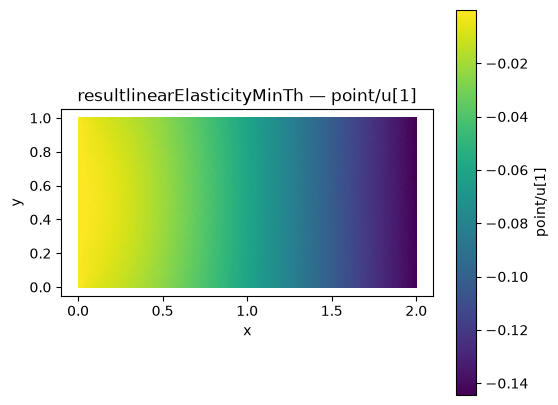 resultlinearElasticityMinTh — point/u[1]
1.0
0.8
0.6
0.4
0.2
0.0
y
0.0 0.5 1.0 1.5 2.0
x
−0.02
−0.04
−0.06
−0.08
−0.10
−0.12
−0.14
point/u[1]